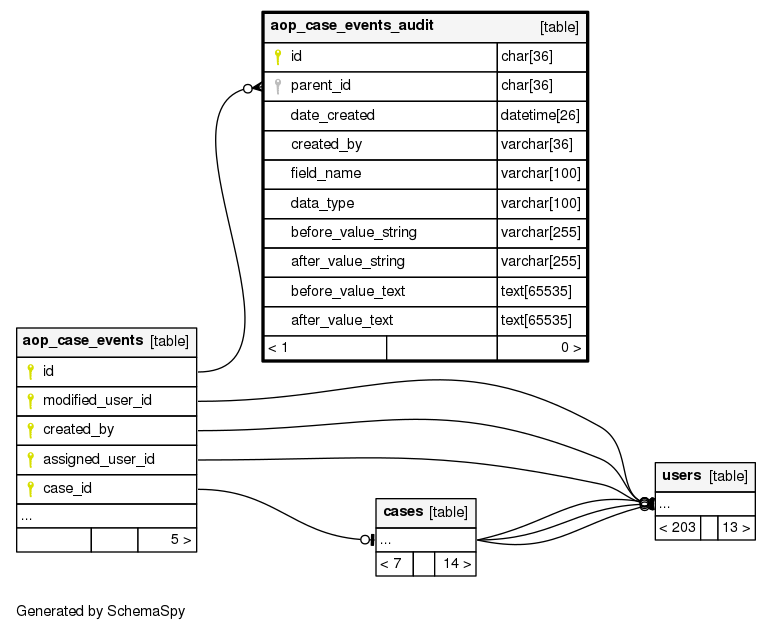 aop_case_events_audit [table]
id char[36]
parent_id char[36]
date_created datetime[26]
created_by varchar[36]
field_name varchar[100]
data_type varchar[100]
before_value_string varchar[255]
after_value_string varchar[255]
before_value_text text[65535]
after_value_text text[65535]
< 1 0 >
aop_case_events [table]
id
modified_user_id
created_by
assigned_user_id
case_id
...
5 >
cases [table]
...
< 7 14 >
users [table]
...
< 203 13 >
Generated by SchemaSpy